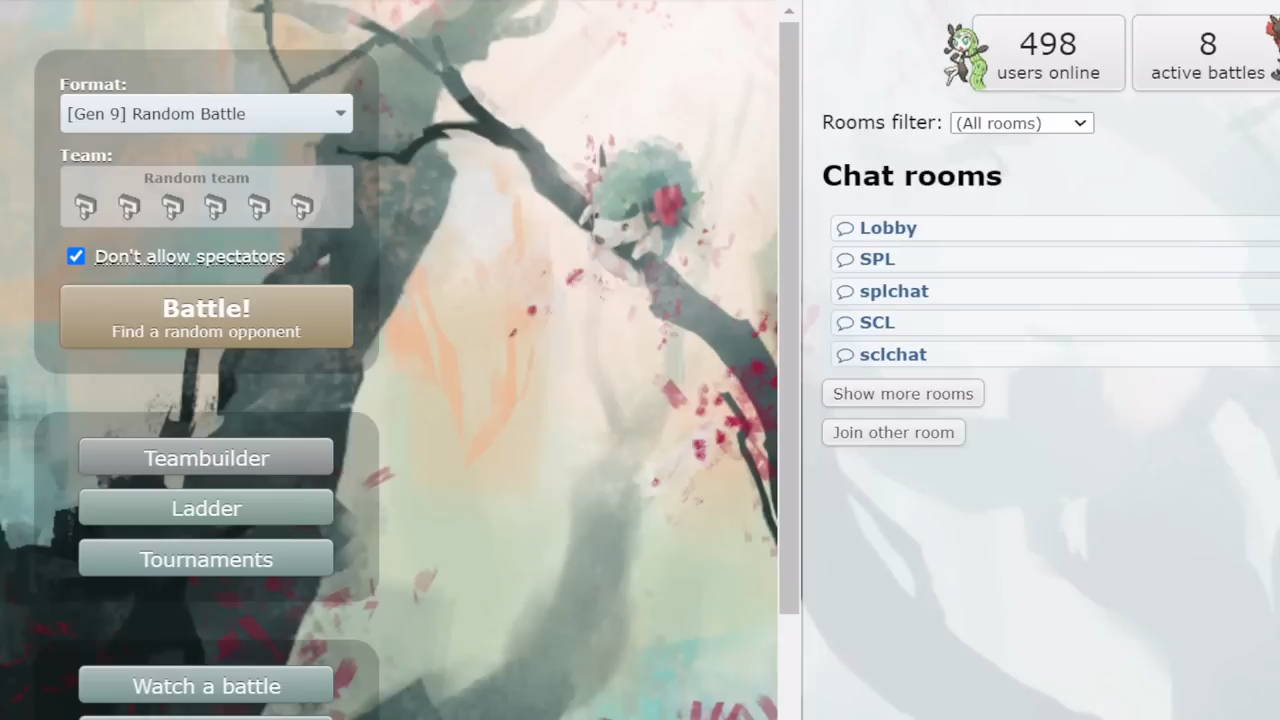 Format:
[Gen 9] Random Battle
Team:
Random team
Don't allow spectators
Battle!
Find a random opponent
Teambuilder
Ladder
Tournaments
Watch a battle
498
users online
8
active battles
Rooms filter: (All rooms)
Chat rooms
Lobby
SPL
splchat
SCL
sclchat
Show more rooms
Join other room